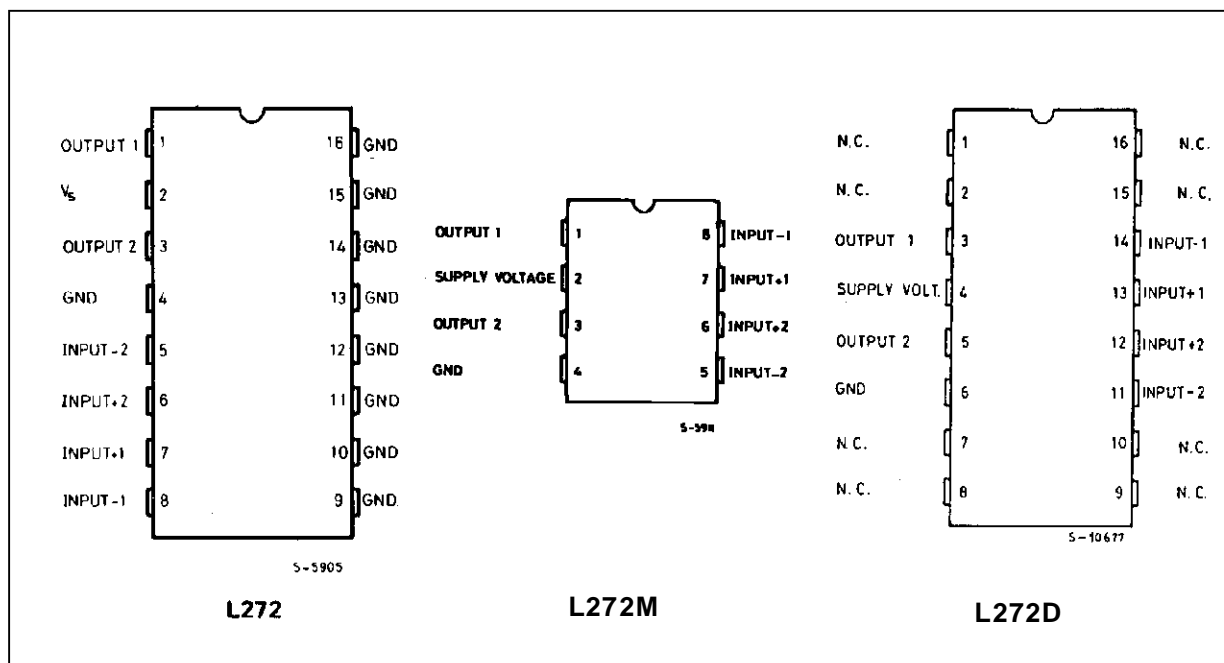 OUTPUT 1 1 16 GND
Vs 2 15 GND
OUTPUT 2 3 14 GND
GND 4 13 GND
INPUT-2 5 12 GND
INPUT+2 6 11 GND
INPUT+1 7 10 GND
INPUT-1 8 9 GND.
S-5905
L272
OUTPUT 1 1 8 INPUT-1
SUPPLY VOLTAGE 2 7 INPUT+1
OUTPUT 2 3 6 INPUT+2
GND 4 5 INPUT-2
L272M
N.C. 1 16 N.C.
N.C. 2 15 N.C.
OUTPUT 1 3 14 INPUT-1
SUPPLY VOLT. 4 13 INPUT+1
OUTPUT 2 5 12 INPUT+2
GND 6 11 INPUT-2
N.C. 7 10 N.C.
N.C. 8 9 N.C.
S-10677
L272D